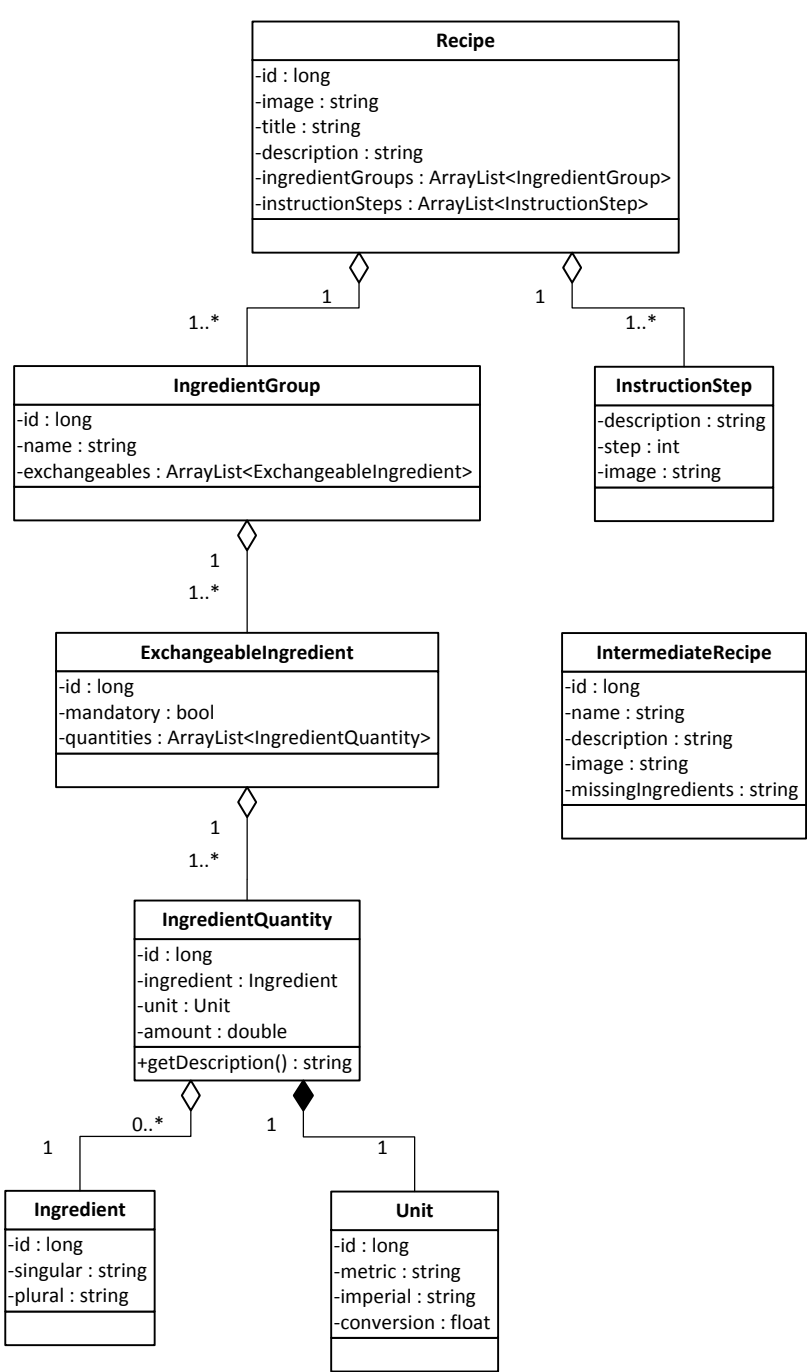 Recipe
-id : long
-image : string
-title : string
-description : string
-ingredientGroups : ArrayList<IngredientGroup>
-instructionSteps : ArrayList<InstructionStep>
1
1
1..*
1..*
IngredientGroup
-id : long
-name : string
-exchangeables : ArrayList<ExchangeableIngredient>
InstructionStep
-description : string
-step : int
-image : string
1
1..*
ExchangeableIngredient
-id : long
-mandatory : bool
-quantities : ArrayList<IngredientQuantity>
IntermediateRecipe
-id : long
-name : string
-description : string
-image : string
-missingIngredients : string
1
1..*
IngredientQuantity
-id : long
-ingredient : Ingredient
-unit : Unit
-amount : double
+getDescription() : string
0..*
1
1
1
Ingredient
-id : long
-singular : string
-plural : string
Unit
-id : long
-metric : string
-imperial : string
-conversion : float